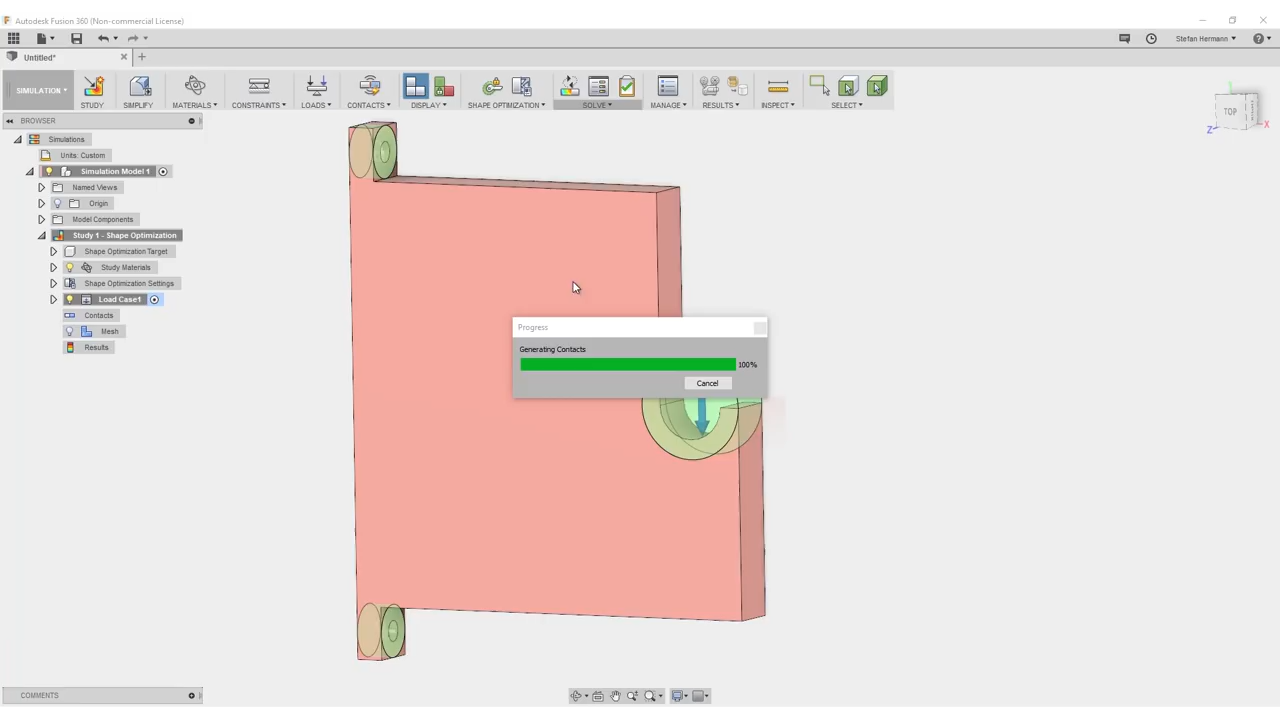 Autodesk Fusion 360 (Non-commercial License)
Stefan Hermann
Untitled*
SIMULATION
STUDY
SIMPLIFY
MATERIALS
CONSTRAINTS
LOADS
CONTACTS
DISPLAY
SHAPE OPTIMIZATION
SOLVE
MANAGE
RESULTS
INSPECT
SELECT
TOP
Z
X
BROWSER
Simulations
Units: Custom
Simulation Model 1
Named Views
Origin
Model Components
Study 1 - Shape Optimization
Shape Optimization Target
Study Materials
Shape Optimization Settings
Load Case1
Contacts
Mesh
Results
Progress
Generating Contacts
100%
Cancel
COMMENTS